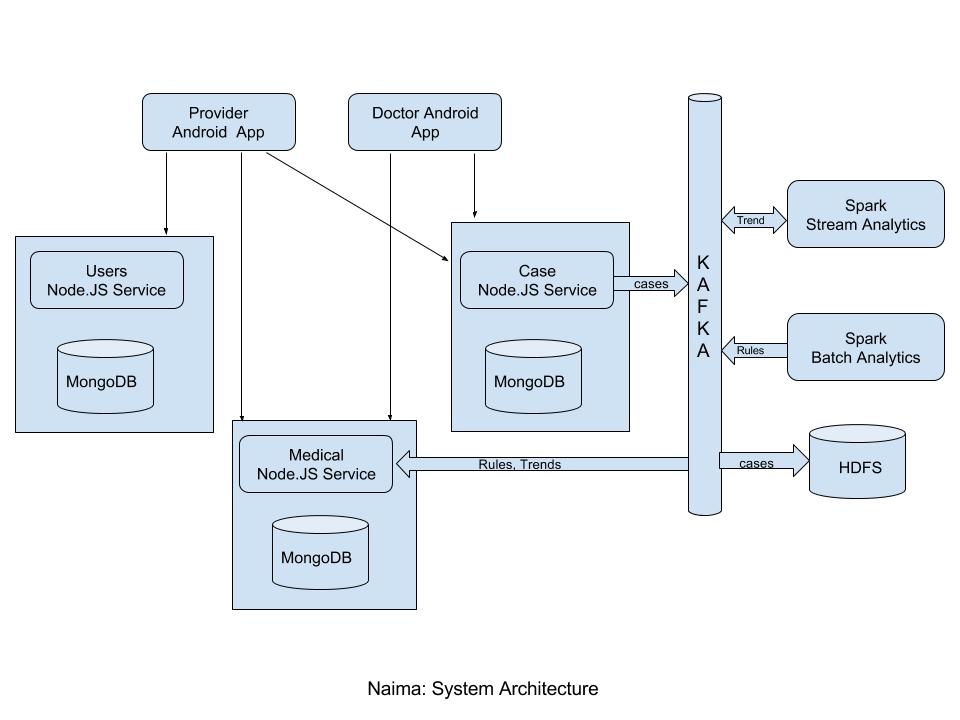 Provider
Android App
Doctor Android
App
Spark
Stream Analytics
Trend
Users
Node.JS Service
Case
Node.JS Service
cases
K
A
F
K
A
Spark
Batch Analytics
Rules
MongoDB
MongoDB
Medical
Node.JS Service
Rules, Trends
cases
HDFS
MongoDB
Naima: System Architecture